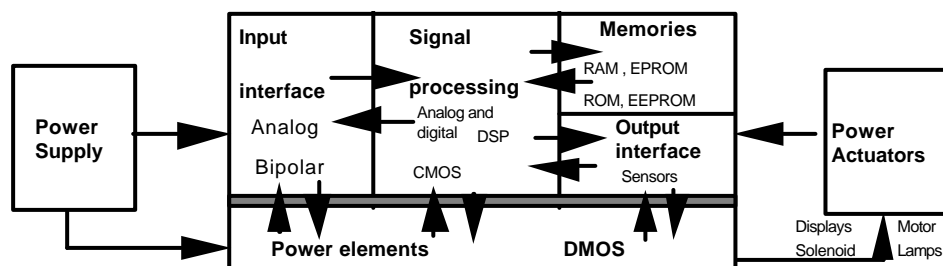 Power
Supply
Input
interface
Analog
Bipolar
Signal
processing
Analog and
digital
DSP
CMOS
Memories
RAM , EPROM
ROM, EEPROM
Output
interface
Sensors
Power elements
DMOS
Power
Actuators
Displays
Motor
Solenoid
Lamps